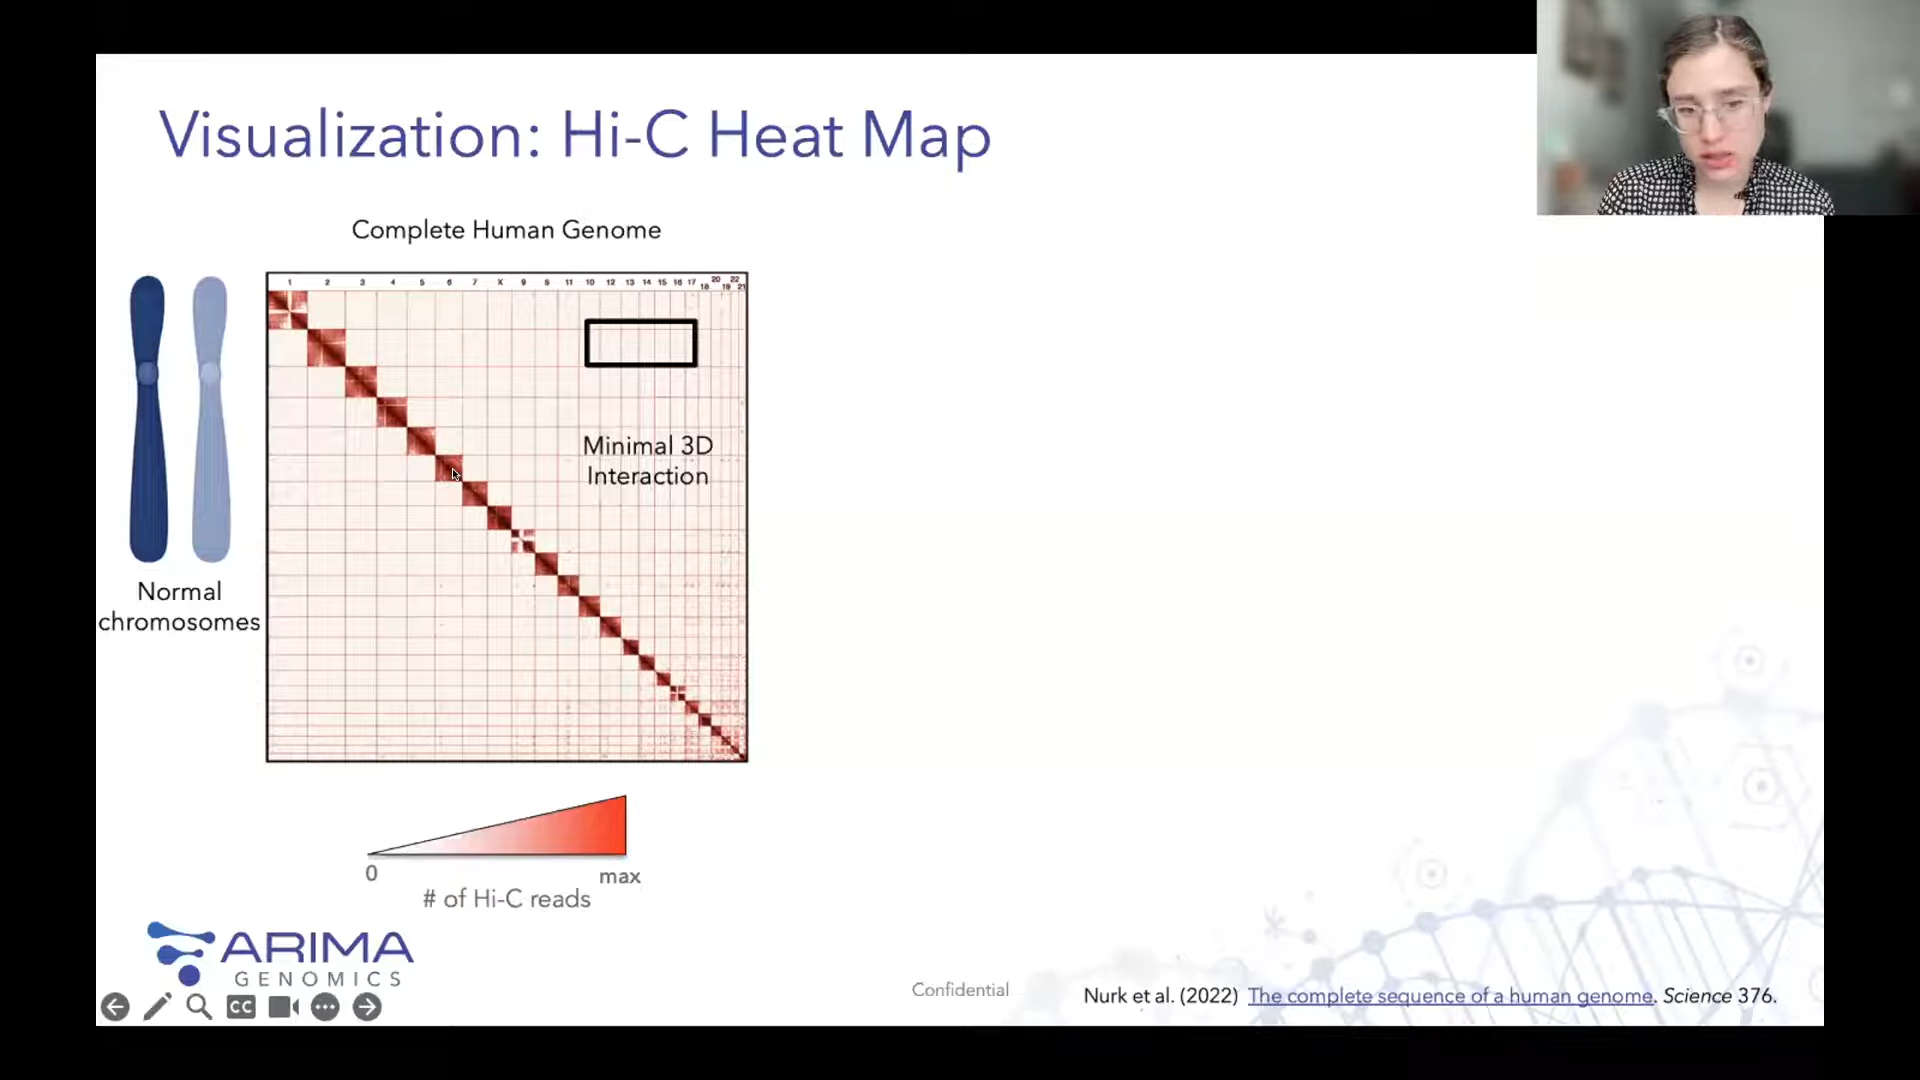 Visualization: Hi-C Heat Map
Complete Human Genome
1 2 3 4 5 6 7 X 9 8 11 10 12 13 14 15 16 17 18 20 19 22 21
Minimal 3D
Interaction
Normal
chromosomes
0
max
# of Hi-C reads
ARIMA
GENOMICS
CC
Confidential
Nurk et al. (2022) The complete sequence of a human genome. Science 376.